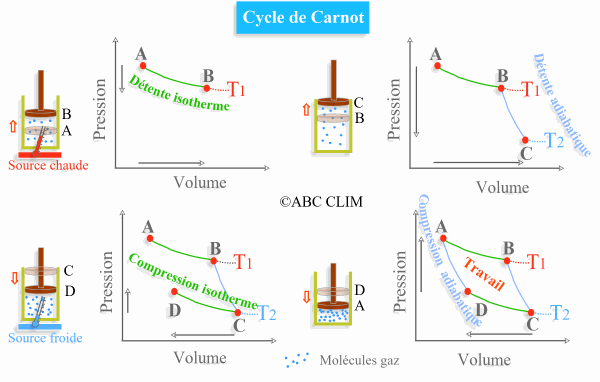 Cycle de Carnot
A
B
T1
Détente isotherme
Pression
Volume
B
A
Source chaude
A
B
T1
C
T2
Détente adiabatique
Pression
Volume
C
B
©ABC CLIM
A
B
T1
Compression isotherme
D
C
T2
Pression
Volume
C
D
Source froide
A
B
T1
Travail
Compression
adiabatique
D
C
T2
Pression
Volume
D
A
Molécules gaz